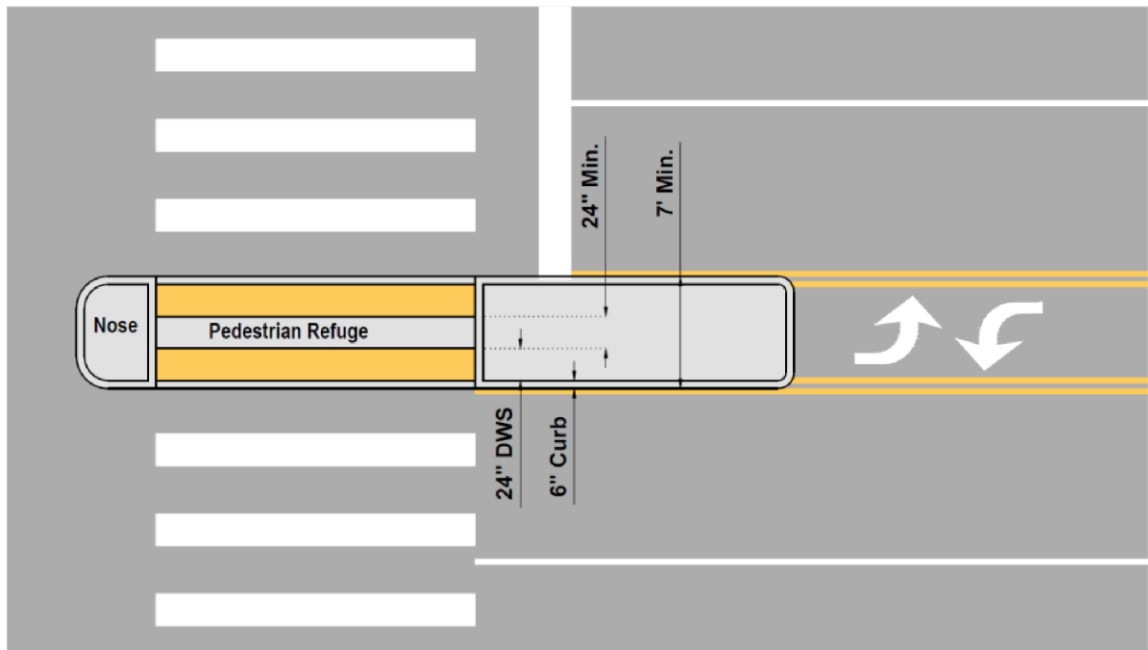 24" Min.
7' Min.
Nose
Pedestrian Refuge
24" DWS
6" Curb